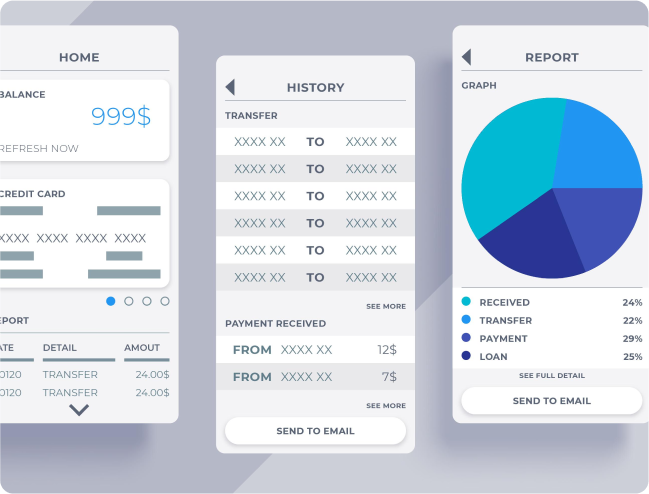 HOME
BALANCE
999$
REFRESH NOW
CREDIT CARD
XXXX XXXX XXXX XXXX
EPORT
ATE DETAIL AMOUT
0120 TRANSFER 24.00$
0120 TRANSFER 24.00$
HISTORY
TRANSFER
XXXX XX TO XXXX XX
XXXX XX TO XXXX XX
XXXX XX TO XXXX XX
XXXX XX TO XXXX XX
XXXX XX TO XXXX XX
XXXX XX TO XXXX XX
SEE MORE
PAYMENT RECEIVED
FROM XXXX XX 12$
FROM XXXX XX 7$
SEE MORE
SEND TO EMAIL
REPORT
GRAPH
RECEIVED 24%
TRANSFER 22%
PAYMENT 29%
LOAN 25%
SEE FULL DETAIL
SEND TO EMAIL